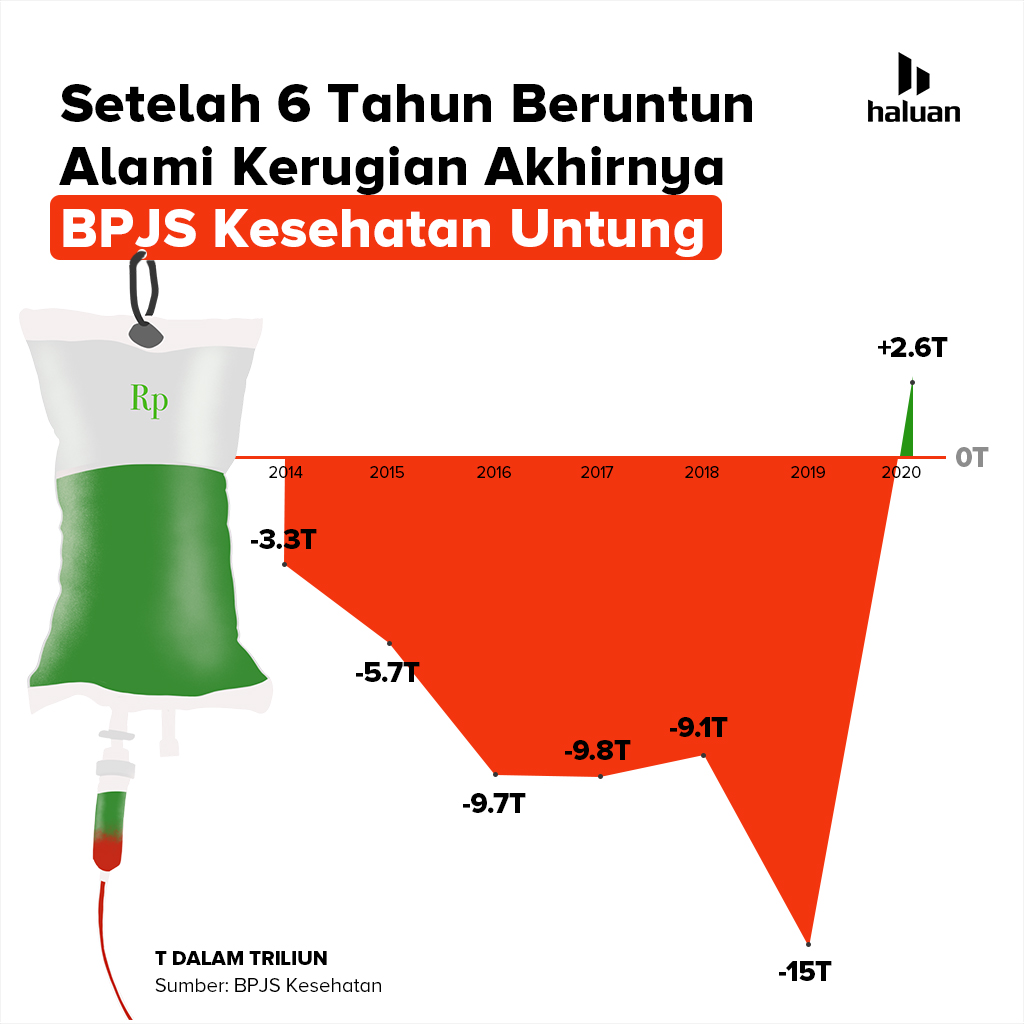 Setelah 6 Tahun Beruntun
Alami Kerugian Akhirnya
BPJS Kesehatan Untung
haluan
Rp
+2.6T
0T
2014
2015
2016
2017
2018
2019
2020
-3.3T
-5.7T
-9.7T
-9.8T
-9.1T
-15T
T DALAM TRILIUN
Sumber: BPJS Kesehatan